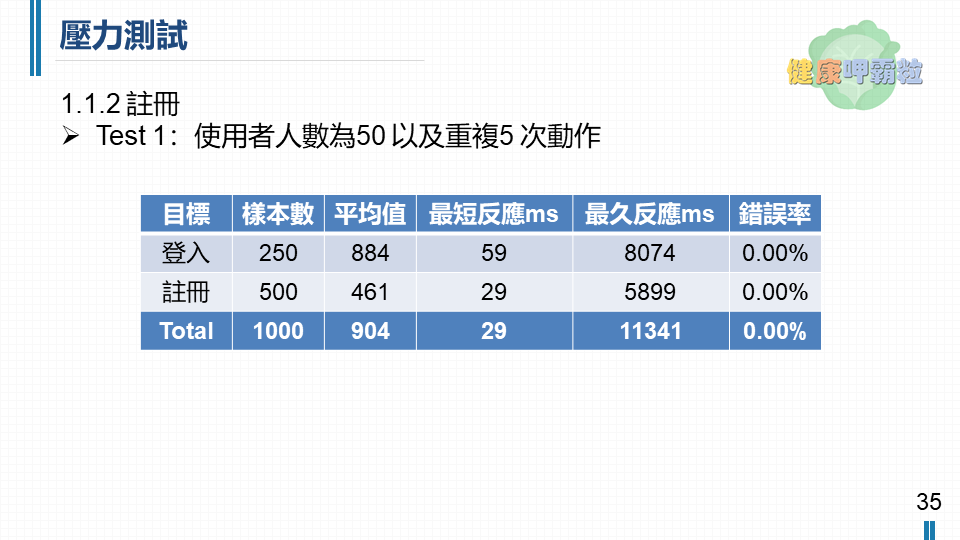 壓力測試
健康呷霸粒
1.1.2 註冊
➢ Test 1：使用者人數為50 以及重複5 次動作
目標 樣本數 平均值 最短反應ms 最久反應ms 錯誤率
登入 250 884 59 8074 0.00%
註冊 500 461 29 5899 0.00%
Total 1000 904 29 11341 0.00%
35